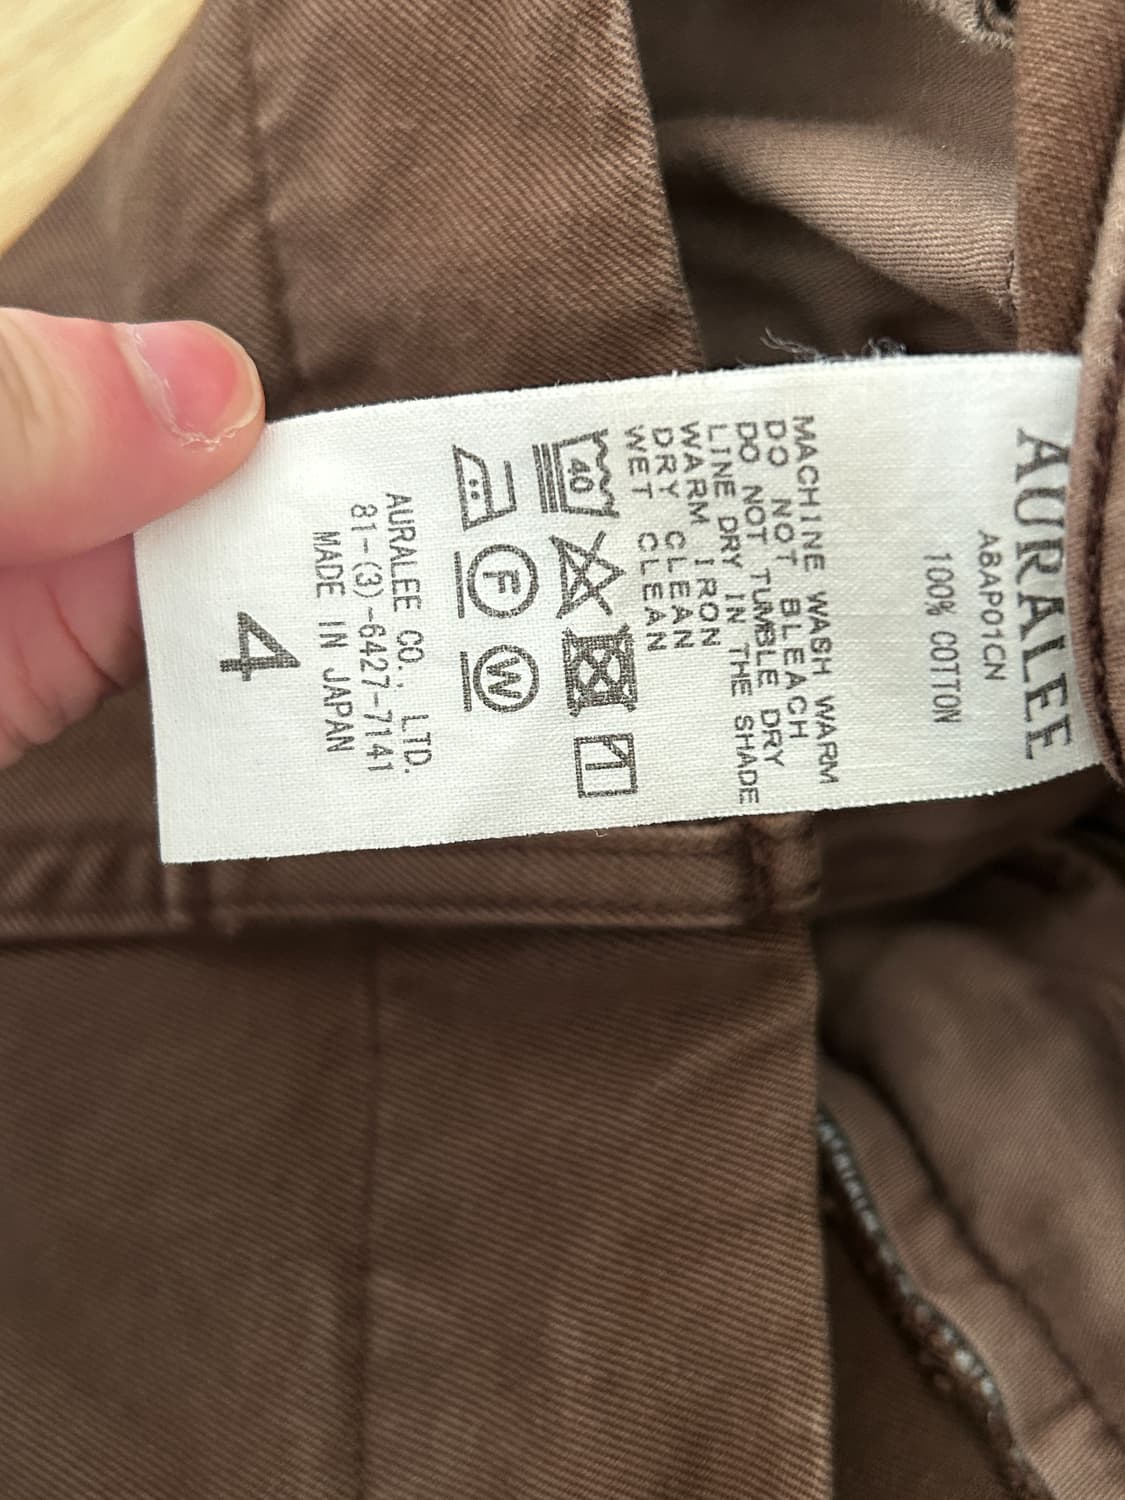 AURALEE
A8AP01CN
100% COTTON
MACHINE WASH WARM
DO NOT BLEACH
DO NOT TUMBLE DRY
LINE DRY IN THE SHADE
WARM IRON
DRY CLEAN
WET CLEAN
40
F W
AURALEE CO., LTD.
81-(3)-6427-7141
MADE IN JAPAN
4